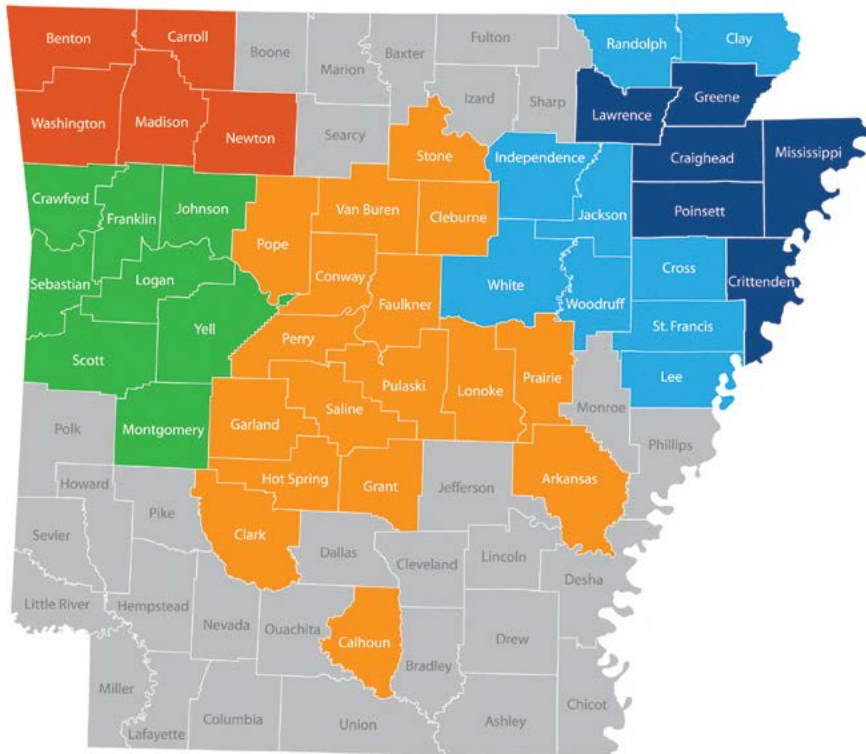 Benton
Carroll
Boone
Marion
Baxter
Fulton
Randolph
Clay
Izard
Sharp
Lawrence
Greene
Washington
Madison
Newton
Searcy
Stone
Independence
Craighead
Mississippi
Crawford
Franklin
Johnson
Van Buren
Cleburne
Jackson
Poinsett
Pope
Sebastian
Logan
Conway
Faulkner
White
Woodruff
Cross
Crittenden
Yell
Perry
St. Francis
Scott
Pulaski
Lonoke
Prairie
Lee
Saline
Monroe
Montgomery
Garland
Polk
Phillips
Hot Spring
Grant
Jefferson
Arkansas
Howard
Pike
Clark
Sevier
Dallas
Cleveland
Lincoln
Desha
Little River
Hempstead
Nevada
Ouachita
Calhoun
Drew
Bradley
Miller
Lafayette
Columbia
Union
Ashley
Chicot